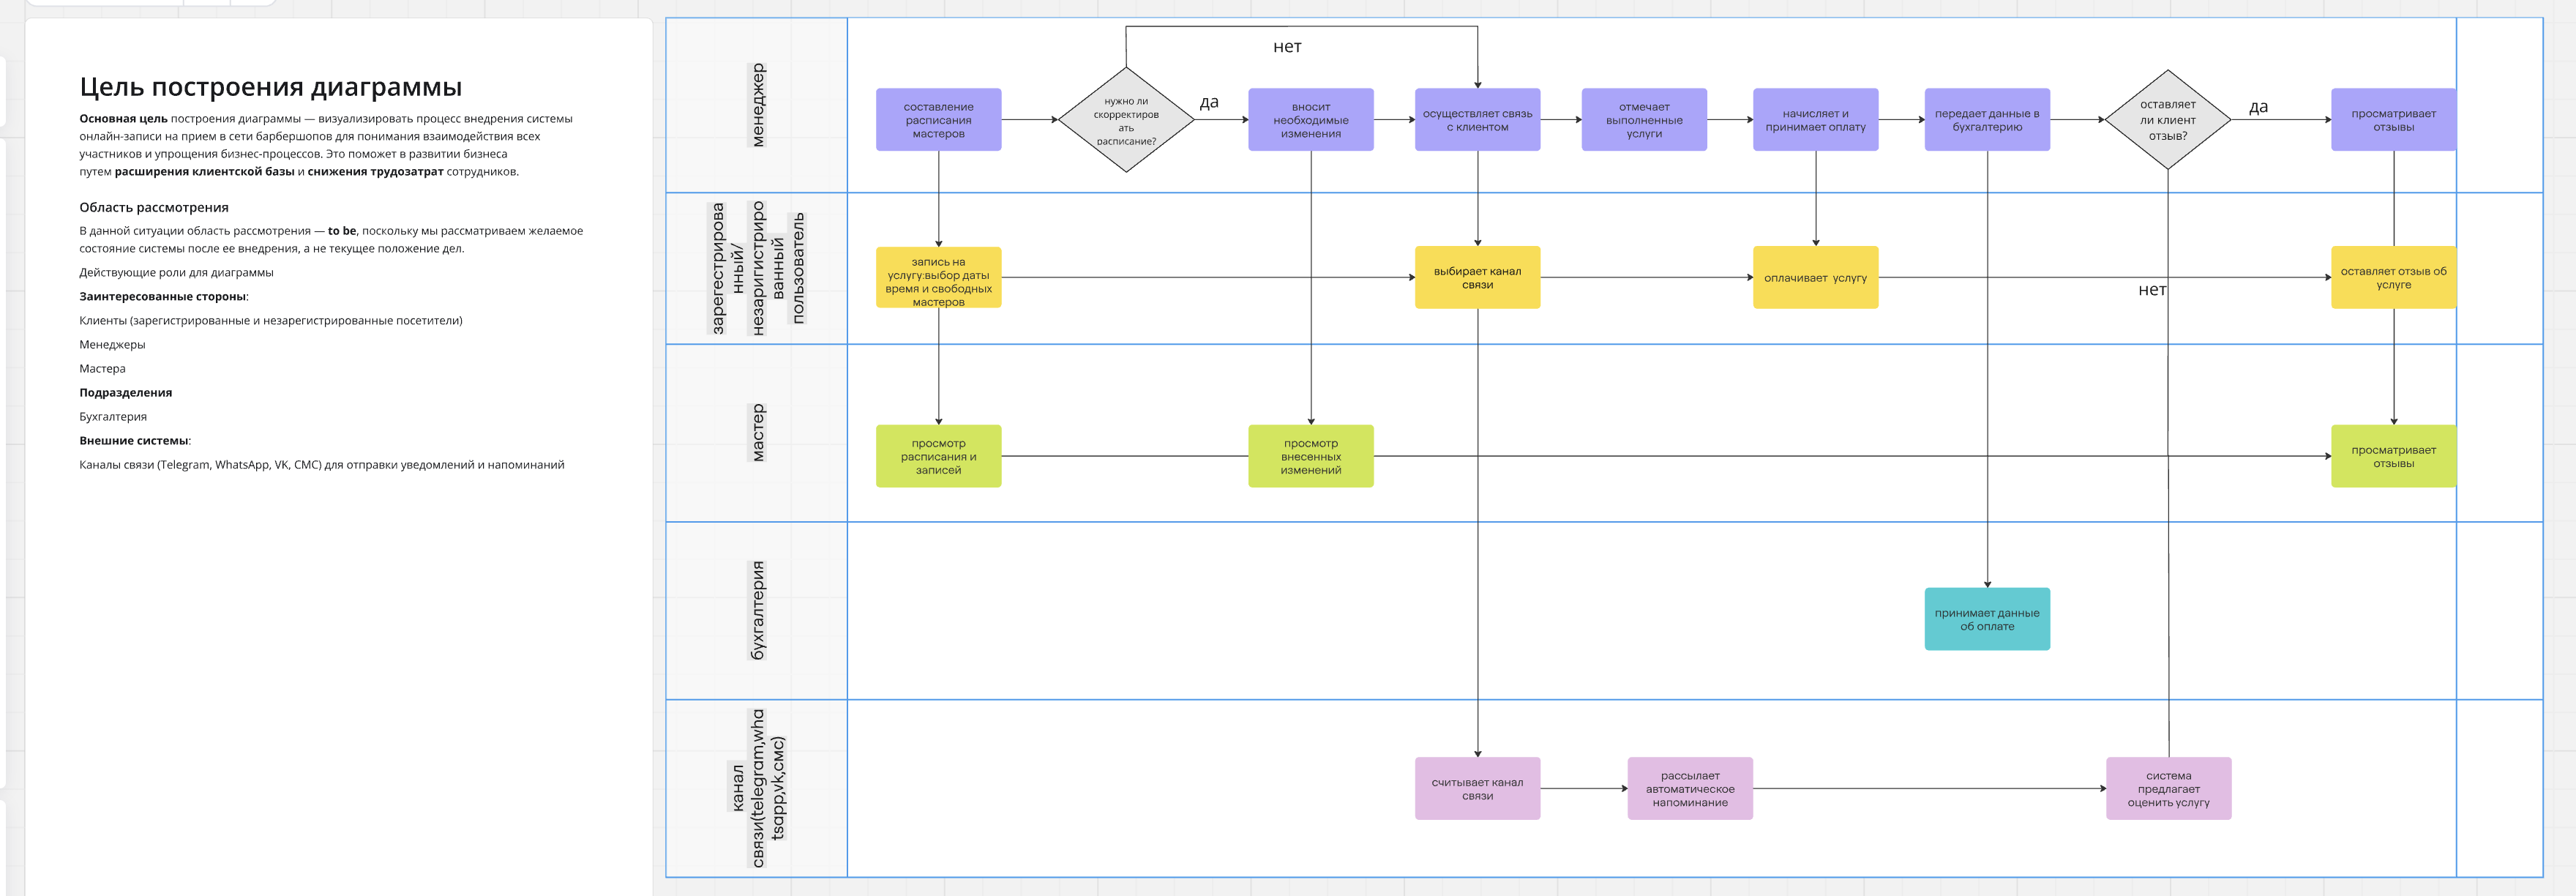 Цель построения диаграммы
Основная цель построения диаграммы — визуализировать процесс внедрения системы
онлайн-записи на прием в сети барбершопов для понимания взаимодействия всех
участников и упрощения бизнес-процессов. Это поможет в развитии бизнеса
путем расширения клиентской базы и снижения трудозатрат сотрудников.
Область рассмотрения
В данной ситуации область рассмотрения — to be, поскольку мы рассматриваем желаемое
состояние системы после ее внедрения, а не текущее положение дел.
Действующие роли для диаграммы
Заинтересованные стороны:
Клиенты (зарегистрированные и незарегистрированные посетители)
Менеджеры
Мастера
Подразделения
Бухгалтерия
Внешние системы:
Каналы связи (Telegram, WhatsApp, VK, СМС) для отправки уведомлений и напоминаний
менеджер
нет
составление
расписания
мастеров
нужно ли
скорректиров
ать
расписание?
да
вносит
необходимые
изменения
осуществляет связь
с клиентом
отмечает
выполненные
услуги
начисляет и
принимает оплату
передает данные в
бухгалтерию
оставляет
ли клиент
отзыв?
да
просматривает
отзывы
зарегестрирова
нный/
незаригистриро
ванный
пользователь
запись на
услугу:выбор даты
время и свободных
мастеров
выбирает канал
связи
оплачивает услугу
нет
оставляет отзыв об
услуге
мастер
просмотр
расписания и
записей
просмотр
внесенных
изменений
просматривает
отзывы
бухгалтерия
принимает данные
об оплате
канал
связи(telegram,wha
tsapp,vk,смс)
считывает канал
связи
рассылает
автоматическое
напоминание
система
предлагает
оценить услугу